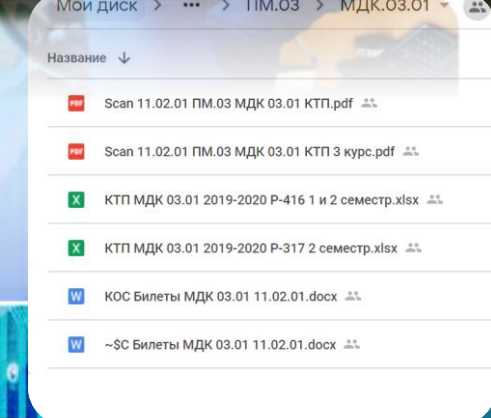 Мой диск > ••• > ПМ.03 > МДК.03.01
Название ↓
PDF Scan 11.02.01 ПМ.03 МДК 03.01 КТП.pdf
PDF Scan 11.02.01 ПМ.03 МДК 03.01 КТП 3 курс.pdf
X КТП МДК 03.01 2019-2020 Р-416 1 и 2 семестр.xlsx
X КТП МДК 03.01 2019-2020 Р-317 2 семестр.xlsx
W КОС Билеты МДК 03.01 11.02.01.docx
W ~$С Билеты МДК 03.01 11.02.01.docx